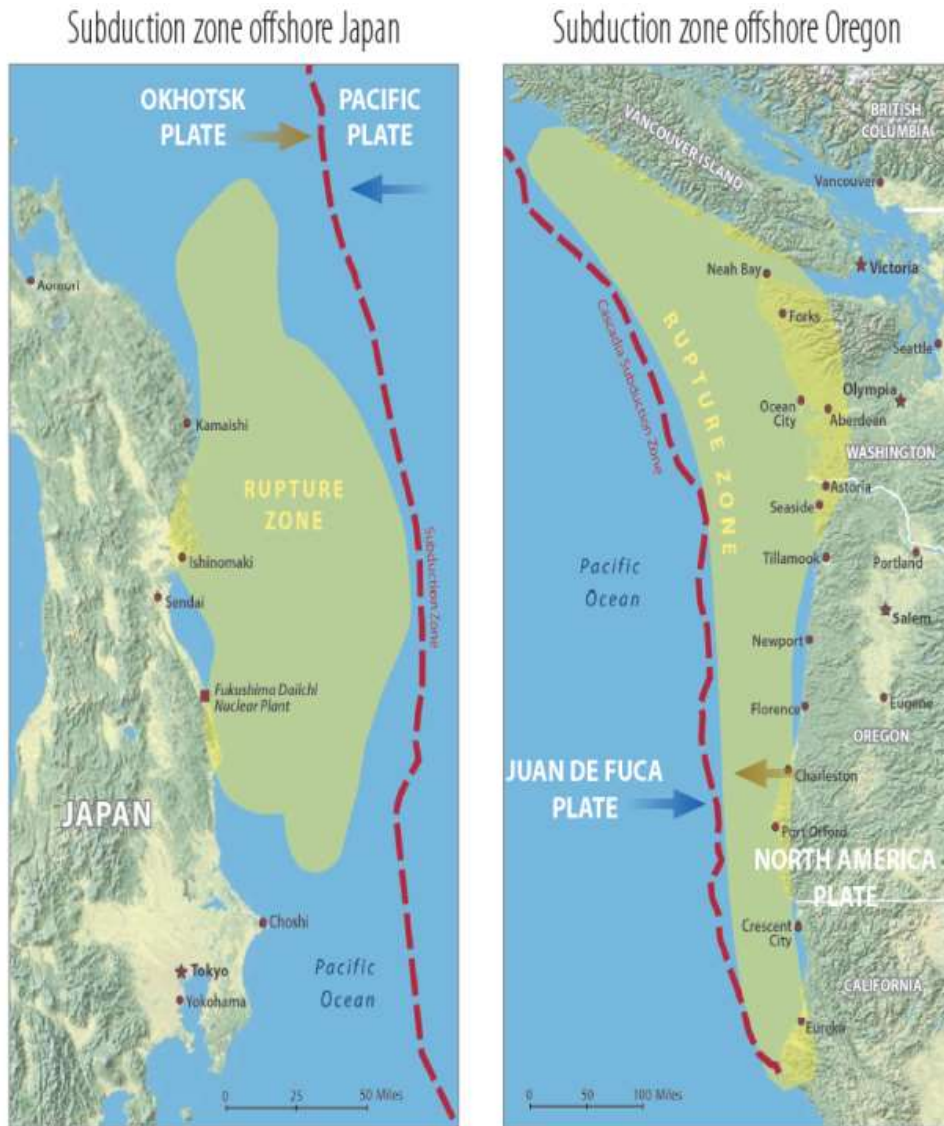 Subduction zone offshore Japan
OKHOTSK
PLATE
PACIFIC
PLATE
Aomori
Kamaishi
RUPTURE
ZONE
Ishinomaki
Sendai
Subduction Zone
Fukushima Daiichi
Nuclear Plant
JAPAN
Choshi
Pacific
Ocean
Tokyo
Yokohama
0 25 50 Miles
Subduction zone offshore Oregon
BRITISH
COLUMBIA
VANCOUVER ISLAND
Vancouver
Victoria
Neah Bay
Forks
Seattle
RUPTURE ZONE
Cascadia Subduction Zone
Olympia
Ocean
City
Aberdeen
WASHINGTON
Astoria
Seaside
Tillamook
Portland
Pacific
Ocean
Salem
Newport
Florence
Eugene
OREGON
JUAN DE FUCA
PLATE
Charleston
Port Orford
NORTH AMERICA
PLATE
Crescent
City
CALIFORNIA
Eureka
0 50 100 Miles